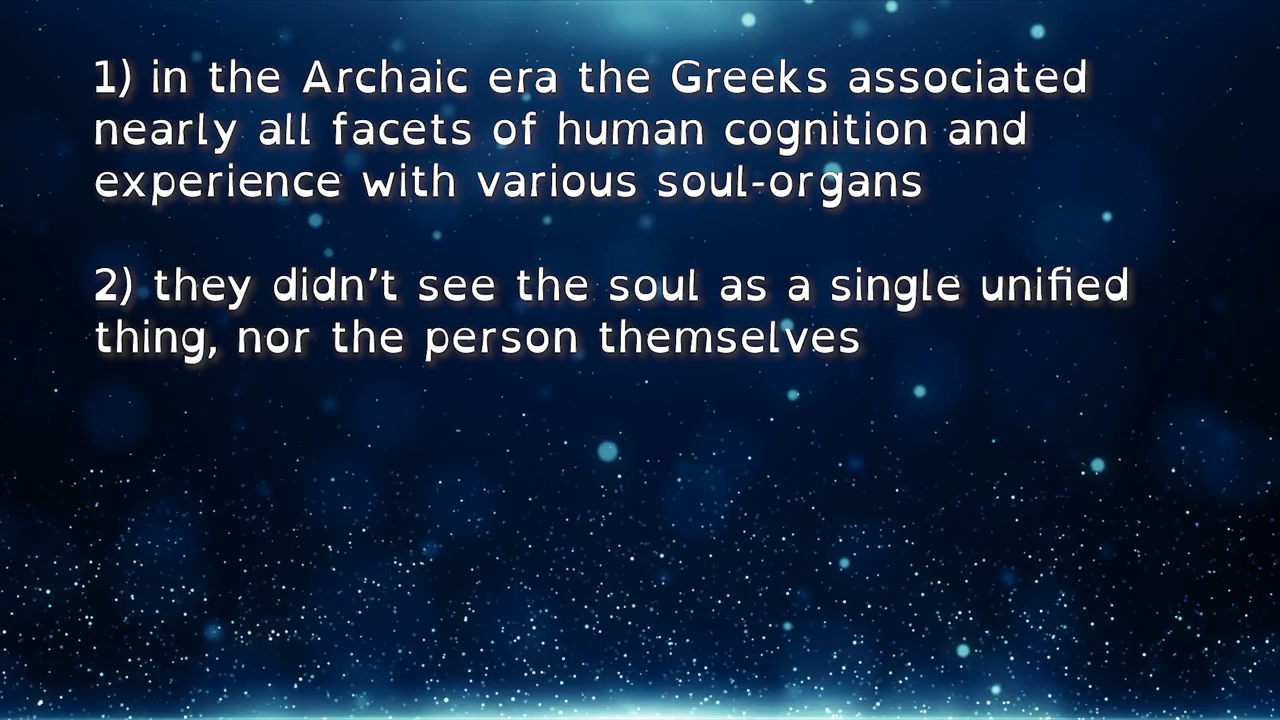 1) in the Archaic era the Greeks associated
nearly all facets of human cognition and
experience with various soul-organs
2) they didn’t see the soul as a single unified
thing, nor the person themselves